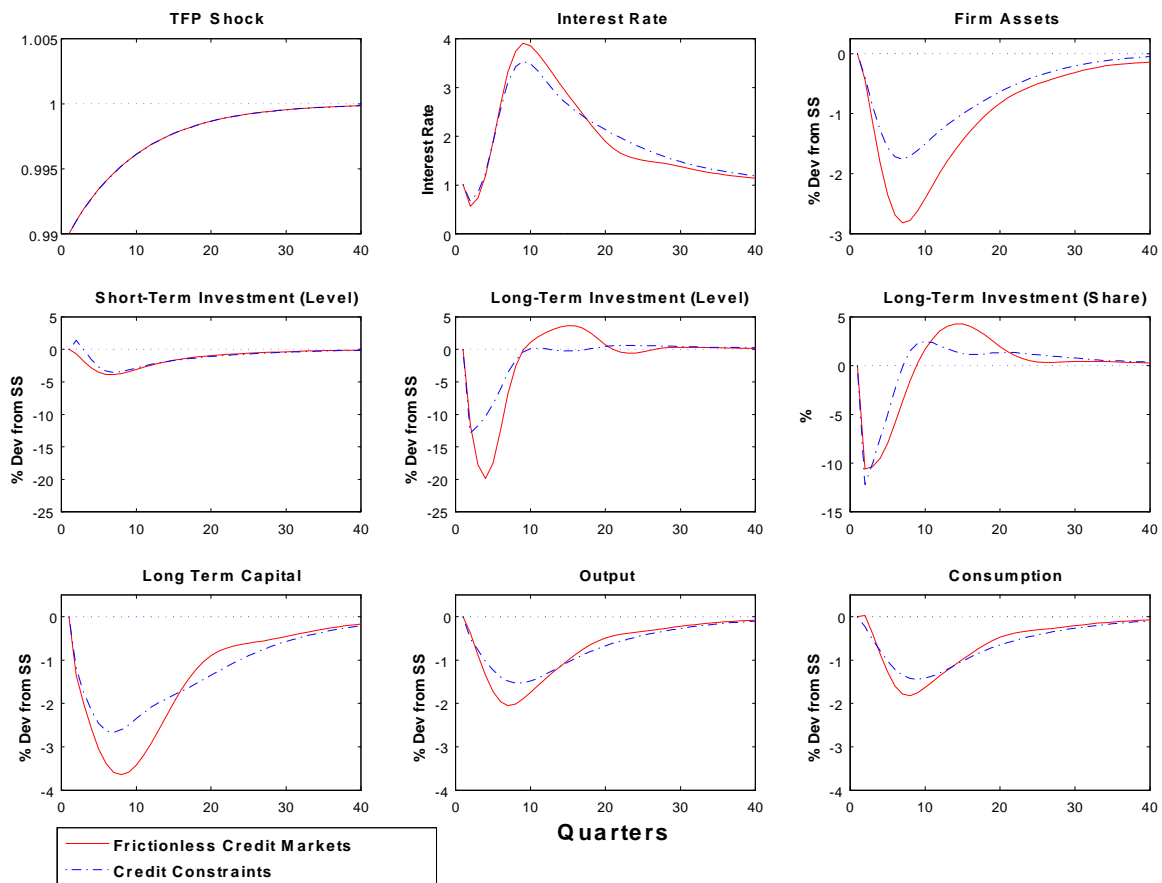 TFP Shock
1.005
1
0.995
0.99
0 10 20 30 40
Interest Rate
Interest Rate
4
3
2
1
0
0 10 20 30 40
Firm Assets
% Dev from SS
0
-1
-2
-3
0 10 20 30 40
Short-Term Investment (Level)
% Dev from SS
5
0
-5
-10
-15
-20
-25
0 10 20 30 40
Long-Term Investment (Level)
% Dev from SS
5
0
-5
-10
-15
-20
-25
0 10 20 30 40
Long-Term Investment (Share)
%
5
0
-5
-10
-15
0 10 20 30 40
Long Term Capital
% Dev from SS
0
-1
-2
-3
-4
0 10 20 30 40
Output
% Dev from SS
0
-1
-2
-3
-4
0 10 20 30 40
Consumption
% Dev from SS
0
-1
-2
-3
-4
0 10 20 30 40
Quarters
Frictionless Credit Markets
Credit Constraints